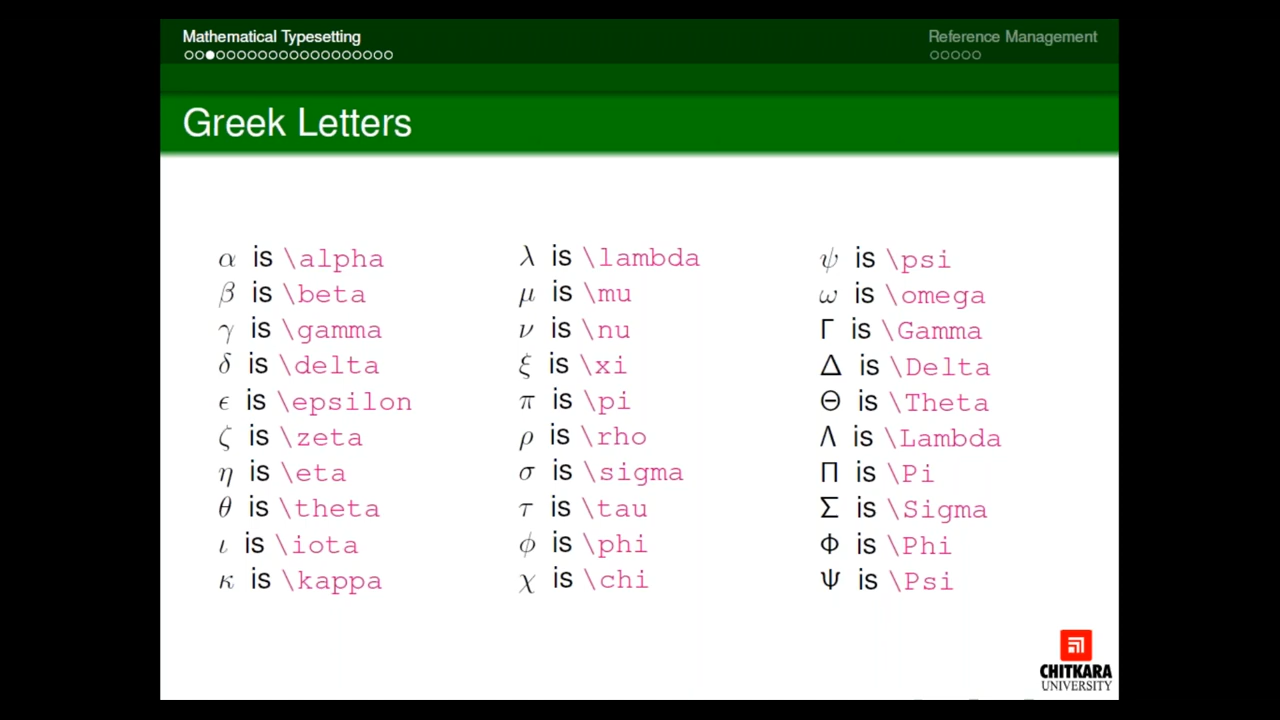 Mathematical Typesetting
Reference Management
Greek Letters
α is \alpha
β is \beta
γ is \gamma
δ is \delta
ϵ is \epsilon
ζ is \zeta
η is \eta
θ is \theta
ι is \iota
κ is \kappa
λ is \lambda
μ is \mu
ν is \nu
ξ is \xi
π is \pi
ρ is \rho
σ is \sigma
τ is \tau
ϕ is \phi
χ is \chi
ψ is \psi
ω is \omega
Γ is \Gamma
Δ is \Delta
Θ is \Theta
Λ is \Lambda
Π is \Pi
Σ is \Sigma
Φ is \Phi
Ψ is \Psi
CHITKARA
UNIVERSITY